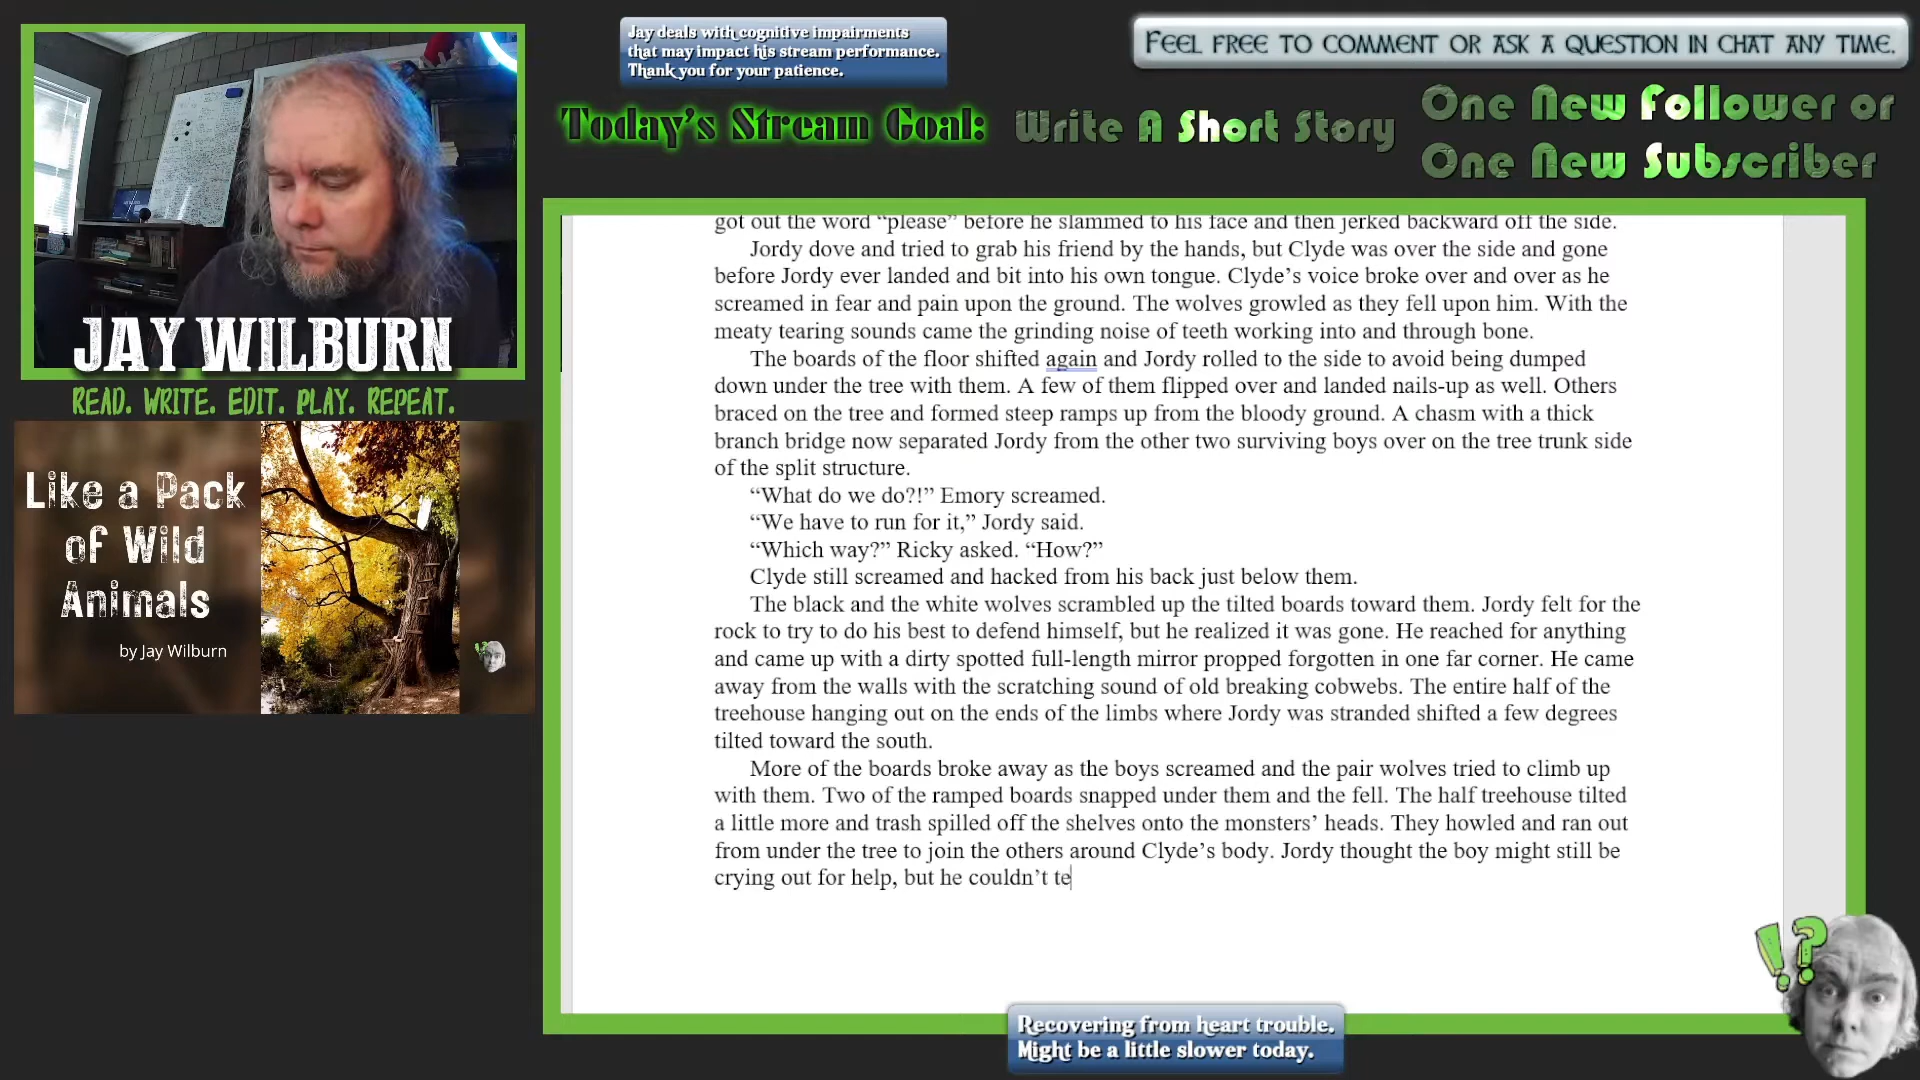 Jay deals with cognitive impairments
that may impact his stream performance.
Thank you for your patience.
FEEL FREE TO COMMENT OR ASK A QUESTION IN CHAT ANY TIME.
Today's Stream Goal:
Write A Short Story
One New Follower or
One New Subscriber
JAY WILBURN
READ. WRITE. EDIT. PLAY. REPEAT.
Like a Pack
of Wild
Animals
by Jay Wilburn
got out the word “please” before he slammed to his face and then jerked backward off the side.
Jordy dove and tried to grab his friend by the hands, but Clyde was over the side and gone
before Jordy ever landed and bit into his own tongue. Clyde’s voice broke over and over as he
screamed in fear and pain upon the ground. The wolves growled as they fell upon him. With the
meaty tearing sounds came the grinding noise of teeth working into and through bone.
The boards of the floor shifted again and Jordy rolled to the side to avoid being dumped
down under the tree with them. A few of them flipped over and landed nails-up as well. Others
braced on the tree and formed steep ramps up from the bloody ground. A chasm with a thick
branch bridge now separated Jordy from the other two surviving boys over on the tree trunk side
of the split structure.
“What do we do?!” Emory screamed.
“We have to run for it,” Jordy said.
“Which way?” Ricky asked. “How?”
Clyde still screamed and hacked from his back just below them.
The black and the white wolves scrambled up the tilted boards toward them. Jordy felt for the
rock to try to do his best to defend himself, but he realized it was gone. He reached for anything
and came up with a dirty spotted full-length mirror propped forgotten in one far corner. He came
away from the walls with the scratching sound of old breaking cobwebs. The entire half of the
treehouse hanging out on the ends of the limbs where Jordy was stranded shifted a few degrees
tilted toward the south.
More of the boards broke away as the boys screamed and the pair wolves tried to climb up
with them. Two of the ramped boards snapped under them and the fell. The half treehouse tilted
a little more and trash spilled off the shelves onto the monsters’ heads. They howled and ran out
from under the tree to join the others around Clyde’s body. Jordy thought the boy might still be
crying out for help, but he couldn’t te
!?
Recovering from heart trouble.
Might be a little slower today.